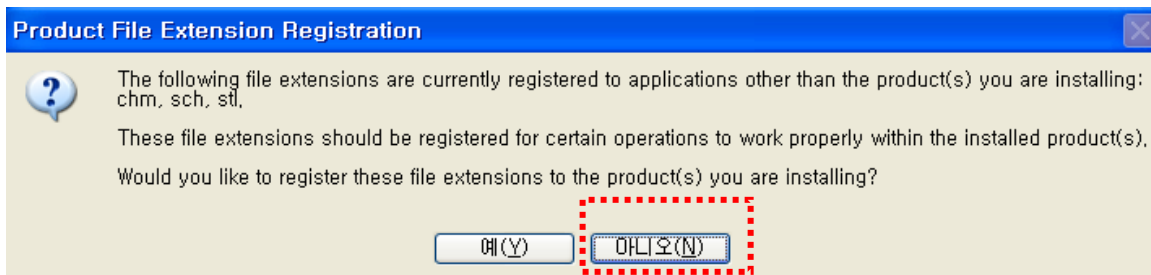 Product File Extension Registration
The following file extensions are currently registered to applications other than the product(s) you are installing:
chm, sch, stl,
These file extensions should be registered for certain operations to work properly within the installed product(s),
Would you like to register these file extensions to the product(s) you are installing?
예(Y) 아니오(N)